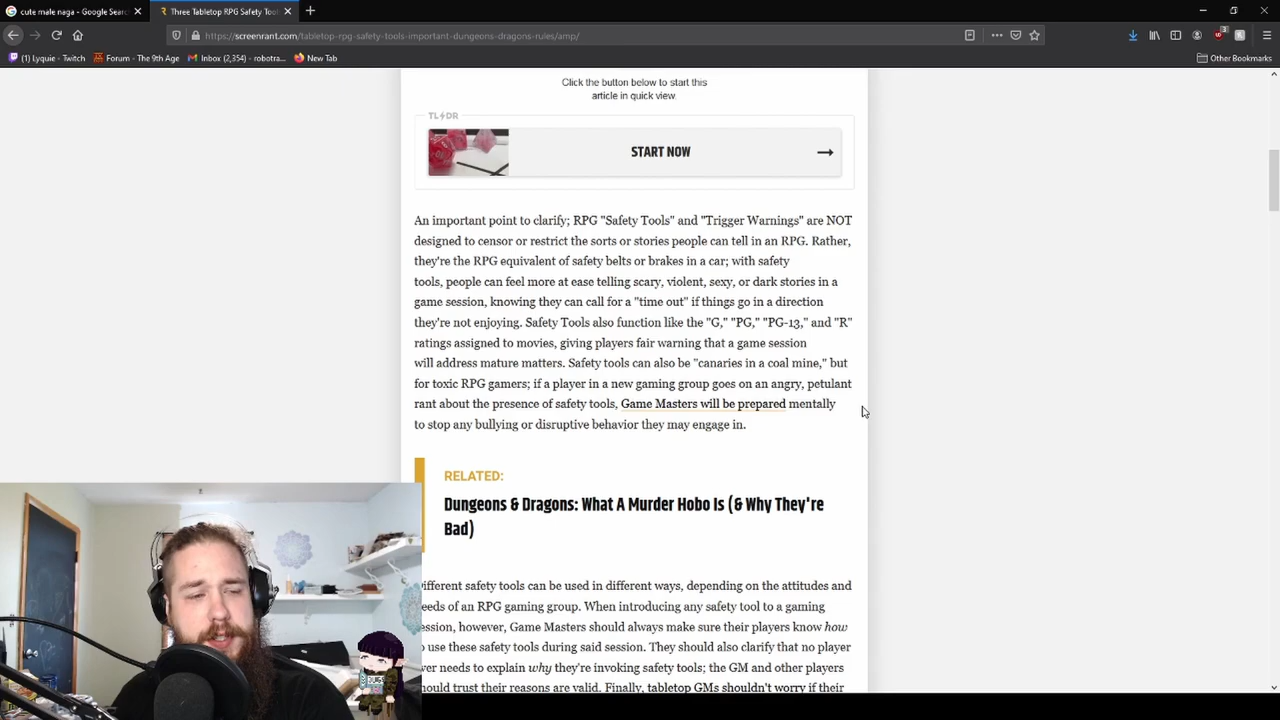 cute male naga - Google Sear
Three Tabletop RPG Safety Tool
https://screenrant.com/tabletop-rpg-safety-tools-important-dungeons-dragons-rules/amp/
Lyquie - Twitch
Forum - The 9th Age
Inbox (2,354) - robotra...
New Tab
Other Bookmarks
Click the button below to start this
article in quick view.
TL DR
START NOW
An important point to clarify; RPG "Safety Tools" and "Trigger Warnings" are NOT
designed to censor or restrict the sorts or stories people can tell in an RPG. Rather,
they're the RPG equivalent of safety belts or brakes in a car; with safety
tools, people can feel more at ease telling scary, violent, sexy, or dark stories in a
game session, knowing they can call for a "time out" if things go in a direction
they're not enjoying. Safety Tools also function like the "G," "PG," "PG-13," and "R"
ratings assigned to movies, giving players fair warning that a game session
will address mature matters. Safety tools can also be "canaries in a coal mine," but
for toxic RPG gamers; if a player in a new gaming group goes on an angry, petulant
rant about the presence of safety tools, Game Masters will be prepared mentally
to stop any bullying or disruptive behavior they may engage in.
RELATED:
Dungeons & Dragons: What A Murder Hobo Is (& Why They're
Bad)
ifferent safety tools can be used in different ways, depending on the attitudes and
eeds of an RPG gaming group. When introducing any safety tool to a gaming
ession, however, Game Masters should always make sure their players know how
o use these safety tools during said session. They should also clarify that no player
ver needs to explain why they're invoking safety tools; the GM and other players
hould trust their reasons are valid. Finally, tabletop GMs shouldn't worry if their